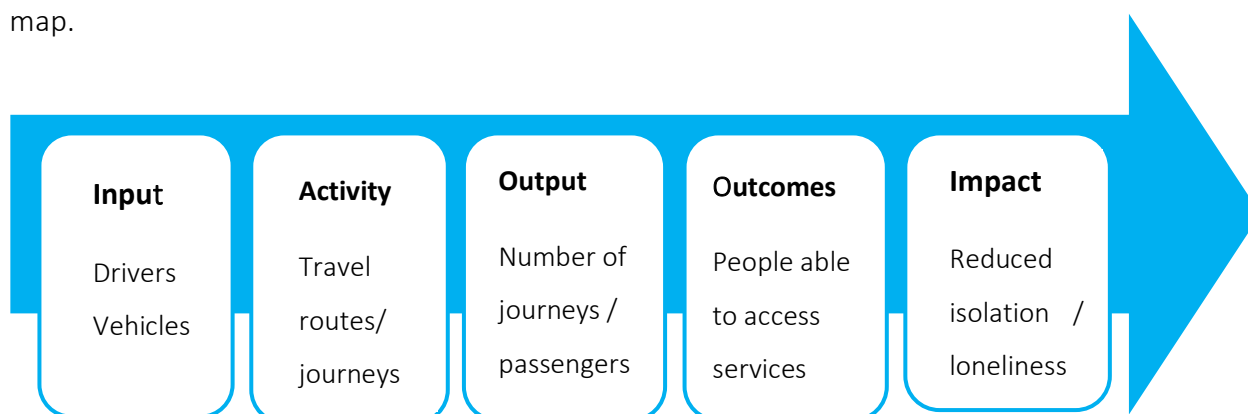 map.
Input
Drivers
Vehicles
Activity
Travel
routes/
journeys
Output
Number of
journeys /
passengers
Outcomes
People able
to access
services
Impact
Reduced
isolation /
loneliness